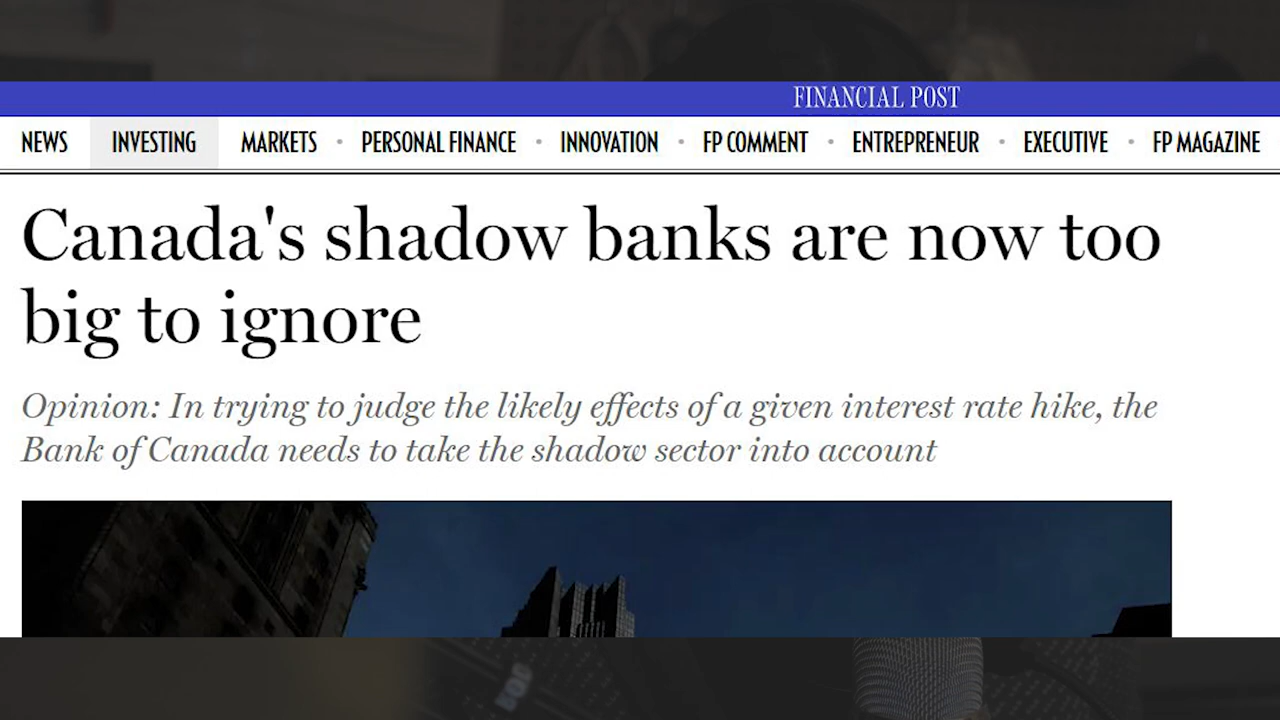 FINANCIAL POST
NEWS INVESTING MARKETS • PERSONAL FINANCE • INNOVATION • FP COMMENT • ENTREPRENEUR • EXECUTIVE • FP MAGAZINE
Canada's shadow banks are now too
big to ignore
Opinion: In trying to judge the likely effects of a given interest rate hike, the
Bank of Canada needs to take the shadow sector into account